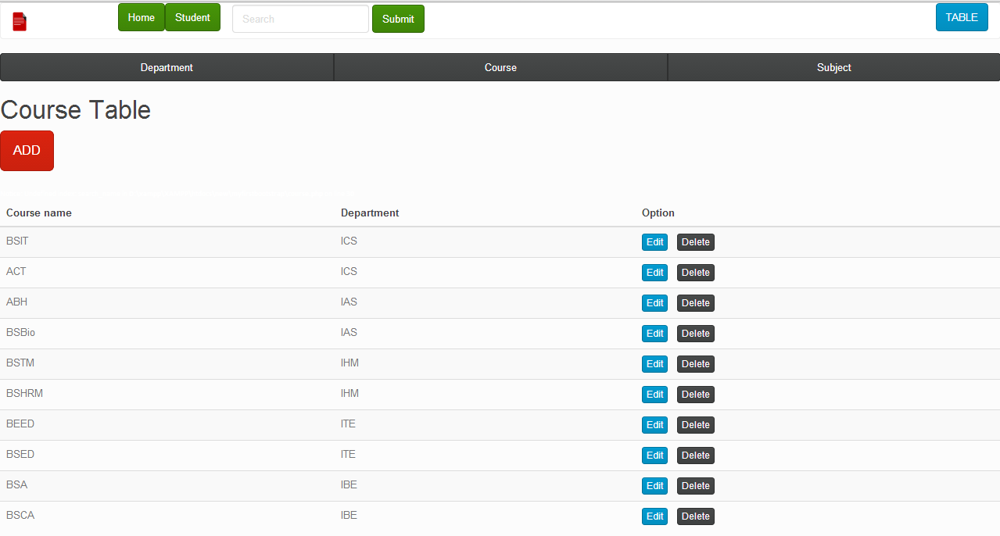 Home Student Search Submit TABLE
Department Course Subject
Course Table
ADD
Course name Department Option
BSIT ICS Edit Delete
ACT ICS Edit Delete
ABH IAS Edit Delete
BSBio IAS Edit Delete
BSTM IHM Edit Delete
BSHRM IHM Edit Delete
BEED ITE Edit Delete
BSED ITE Edit Delete
BSA IBE Edit Delete
BSCA IBE Edit Delete